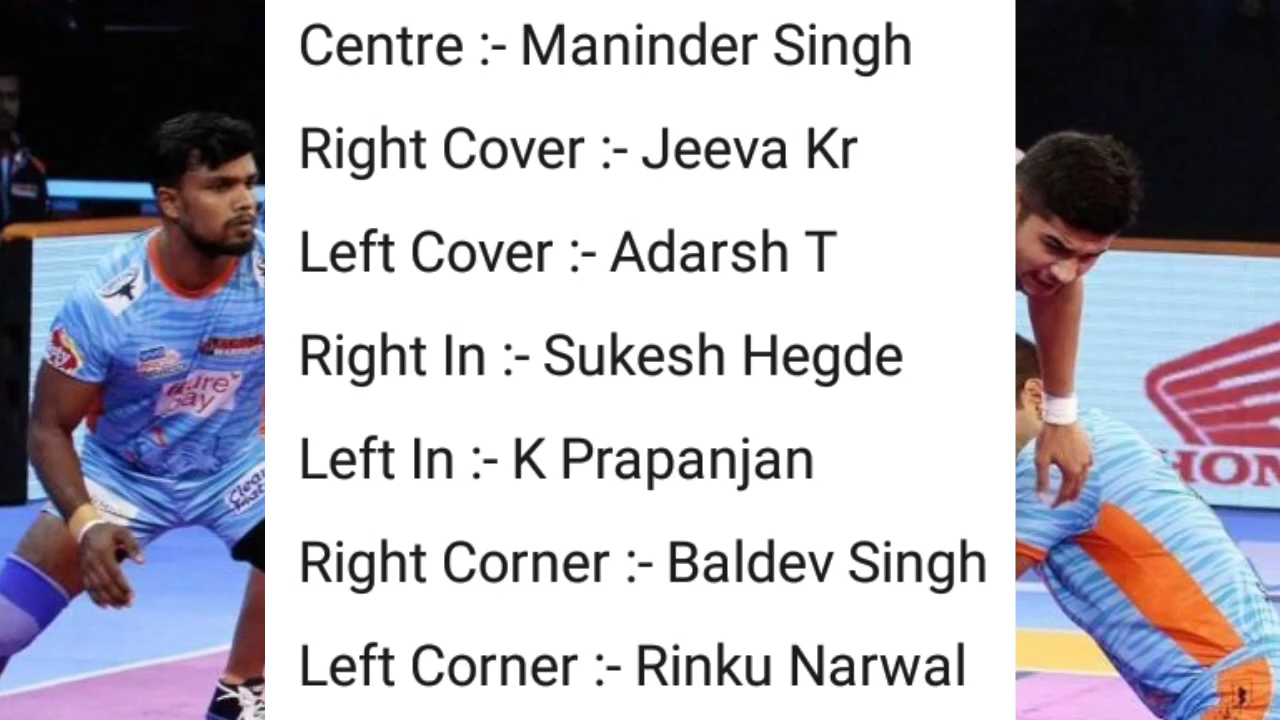 Centre :- Maninder Singh
Right Cover :- Jeeva Kr
Left Cover :- Adarsh T
Right In :- Sukesh Hegde
Left In :- K Prapanjan
Right Corner :- Baldev Singh
Left Corner :- Rinku Narwal
HON